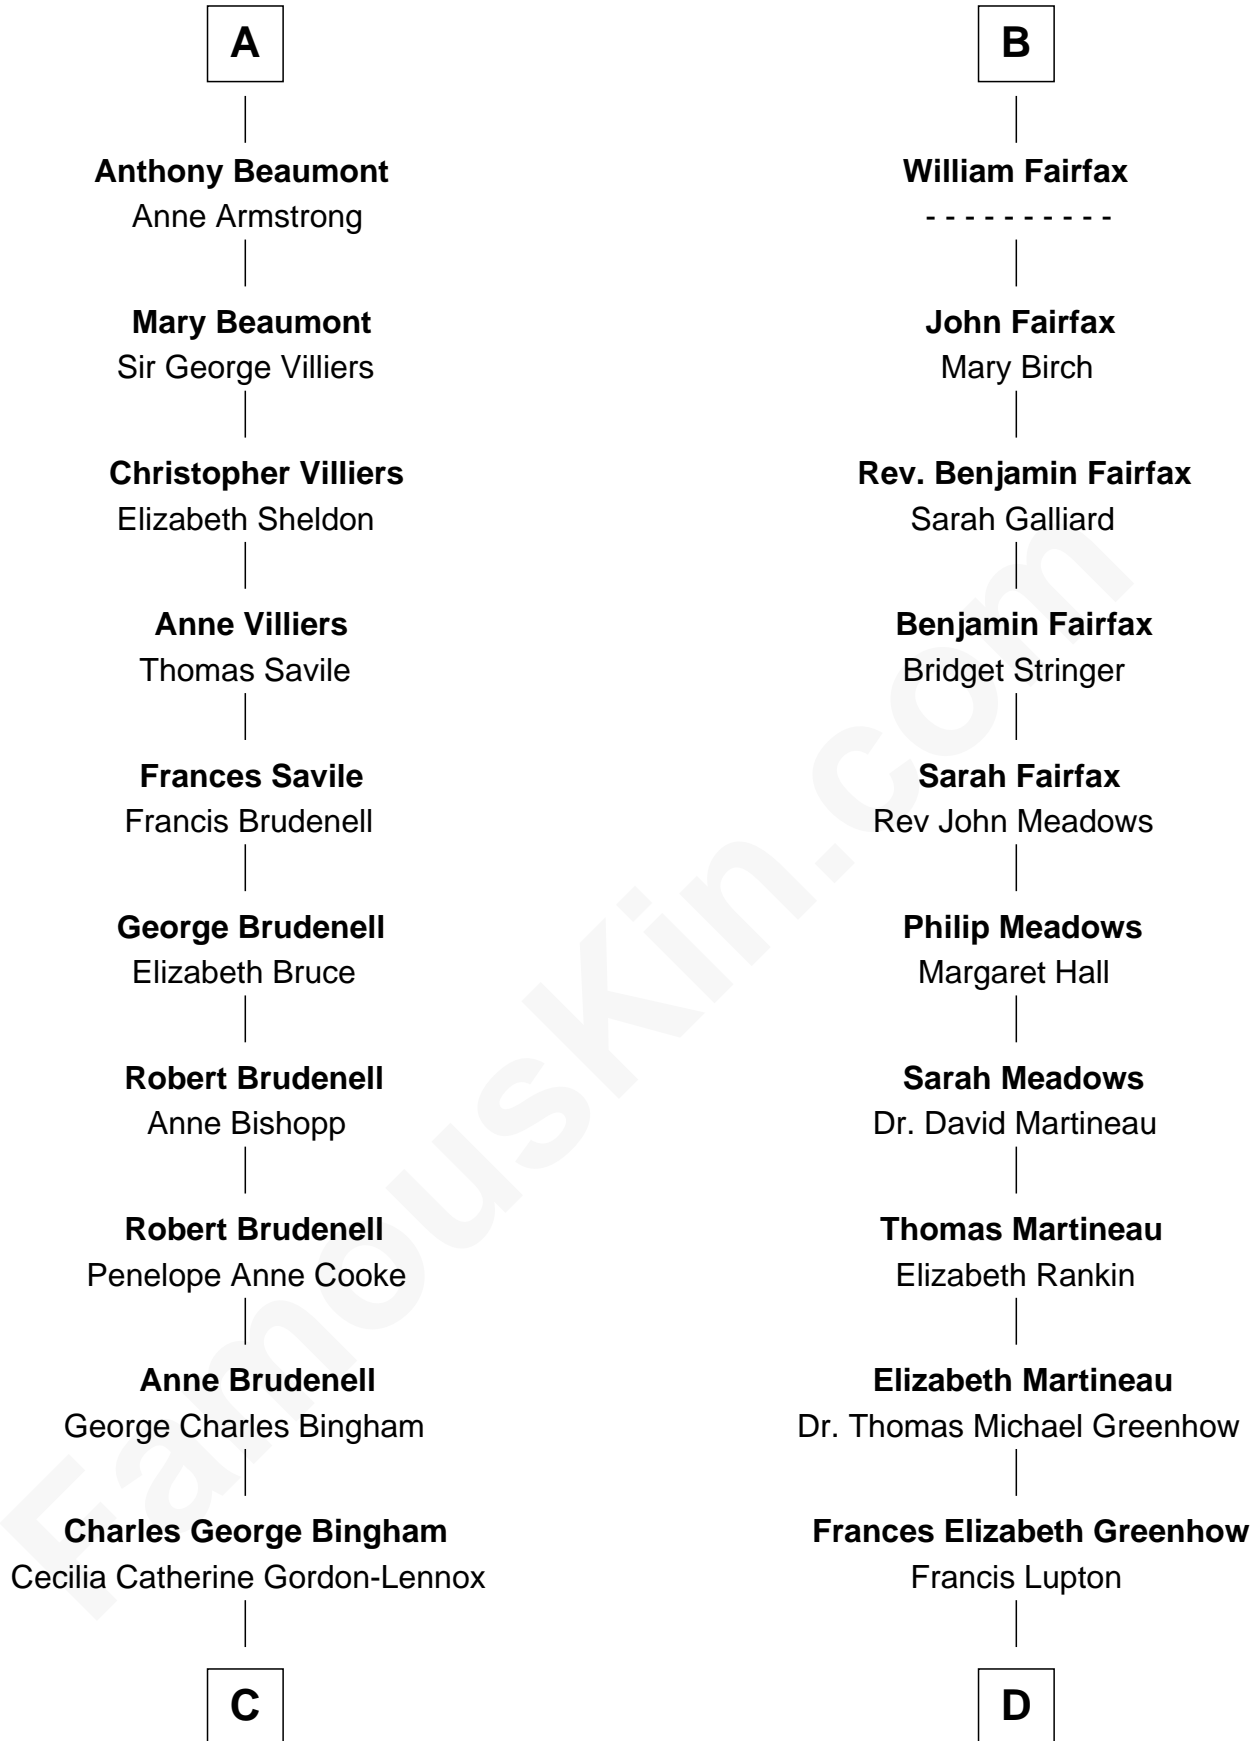 A
Anthony Beaumont
Anne Armstrong
Mary Beaumont
Sir George Villiers
Christopher Villiers
Elizabeth Sheldon
Anne Villiers
Thomas Savile
Frances Savile
Francis Brudenell
George Brudenell
Elizabeth Bruce
Robert Brudenell
Anne Bishopp
Robert Brudenell
Penelope Anne Cooke
Anne Brudenell
George Charles Bingham
Charles George Bingham
Cecilia Catherine Gordon-Lennox
C
B
William Fairfax
- - - - - - - - - -
John Fairfax
Mary Birch
Rev. Benjamin Fairfax
Sarah Galliard
Benjamin Fairfax
Bridget Stringer
Sarah Fairfax
Rev John Meadows
Philip Meadows
Margaret Hall
Sarah Meadows
Dr. David Martineau
Thomas Martineau
Elizabeth Rankin
Elizabeth Martineau
Dr. Thomas Michael Greenhow
Frances Elizabeth Greenhow
Francis Lupton
D
FamousKin.com